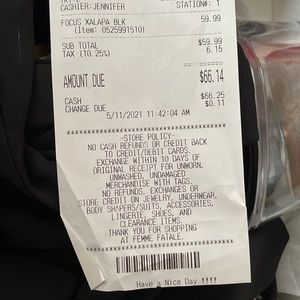 CASHIER:JENNIFER STATION#: 1
FOCUS XALAPA BLK 59.99
(Item: 0525991510)
SUB TOTAL $59.99
TAX (10.25%) 6.15
AMOUNT DUE $66.14
CASH $66.25
CHANGE DUE $0.11
5/11/2021 11:42:04 AM
-STORE POLICY-
NO CASH REFUNDS OR CREDIT BACK
TO CREDIT/DEBIT CARDS.
EXCHANGE WITHIN 10 DAYS OF
ORIGINAL RECEIPT FOR UNWORN,
UNWASHED, UNDAMAGED
MERCHANDISE WITH TAGS.
NO REFUNDS, EXCHANGES OR
STORE CREDIT ON JEWELRY, UNDERWEAR,
BODY SHAPERS/SUITS, ACCESSORIES,
LINGERIE, SHOES, AND
CLEARANCE ITEMS.
THANK YOU FOR SHOPPING
AT FEMME FATALE.
Have a Nice Day !!!!